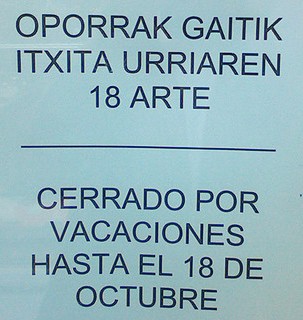 OPORRAK GAITIK
ITXITA URRIAREN
18 ARTE
CERRADO POR
VACACIONES
HASTA EL 18 DE
OCTUBRE